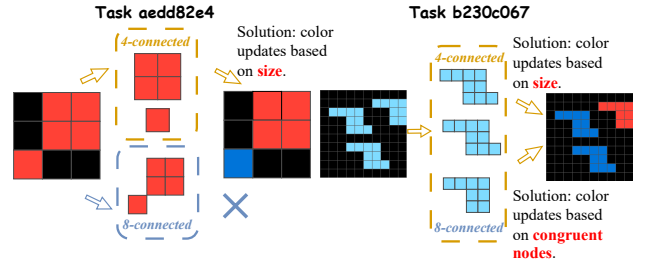 Task aedd82e4
Task b230c067
4-connected
8-connected
Solution: color
updates based
on size.
4-connected
8-connected
Solution: color
updates based
on size.
Solution: color
updates based
on congruent
nodes.